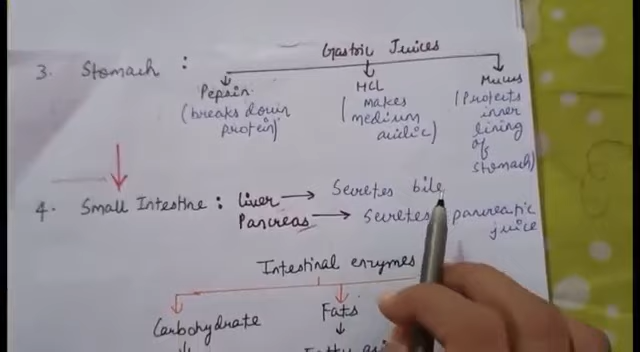 3. Stomach :
Gastric Juices
Pepsin
(breaks down
protein)
HCL
(makes
medium
acidic)
Mucus
(Protects
inner
lining
of
stomach)
4. Small Intestine : Liver → Secretes bile
Pancreas → Secretes pancreatic
juice
Intestinal enzymes
Carbohydrate
Fats